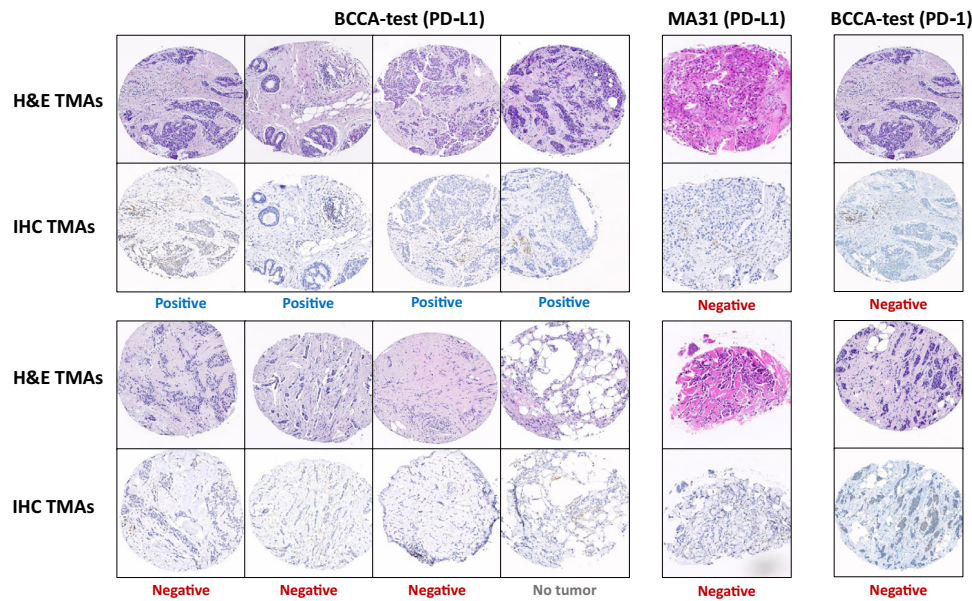 BCCA-test (PD-L1) MA31 (PD-L1) BCCA-test (PD-1)
H&E TMAs
IHC TMAs
Positive Positive Positive Positive Negative Negative
H&E TMAs
IHC TMAs
Negative Negative Negative No tumor Negative Negative